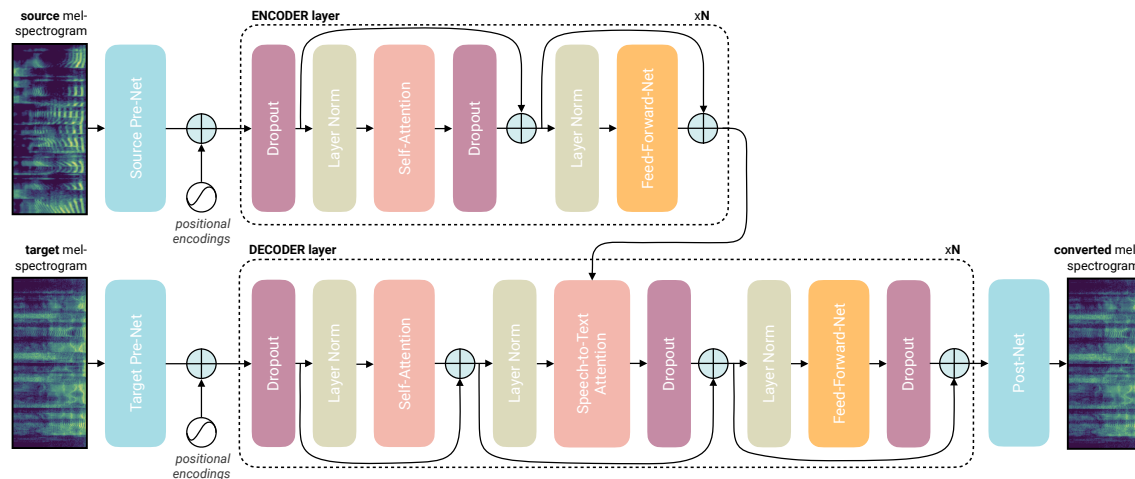 source mel-
spectrogram
Source Pre-Net
positional
encodings
ENCODER layer
xN
Dropout
Layer Norm
Self-Attention
Dropout
Layer Norm
Feed-Forward-Net
target mel-
spectrogram
Target Pre-Net
positional
encodings
DECODER layer
xN
Dropout
Layer Norm
Self-Attention
Layer Norm
Speech-to-Text
Attention
Dropout
Layer Norm
Feed-Forward-Net
Dropout
Post-Net
converted mel-
spectrogram